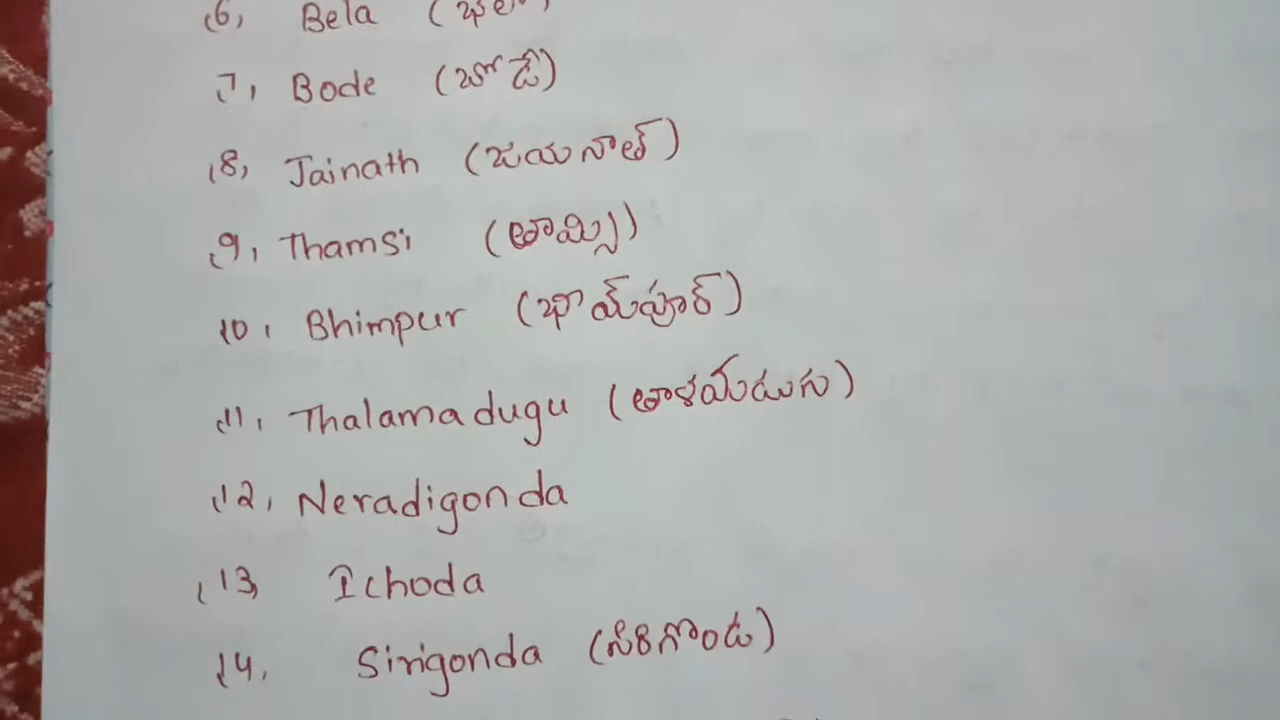 6, Bela
7, Bode (బోడే)
8, Jainath (జయనాథ్)
9, Thamsi (తాంసి)
10, Bhimpur (భీమ్‌పూర్)
11, Thalamadugu (తాళమడుగు)
12, Neradigonda
13, Ichoda
14. Sirigonda (సిరిగొండ)